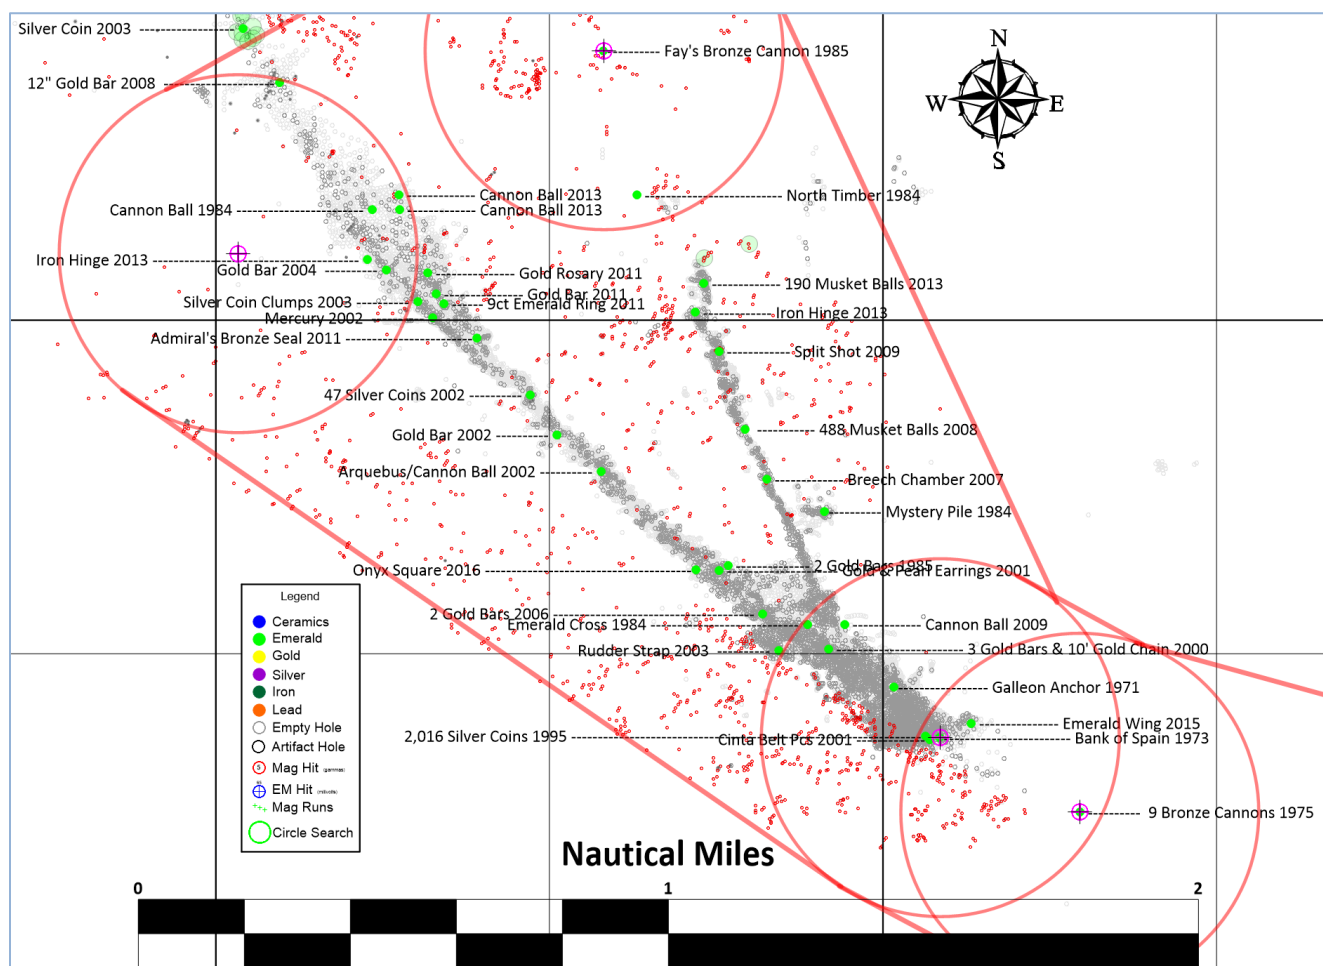 Silver Coin 2003
Fay's Bronze Cannon 1985
N
12" Gold Bar 2008
W
E
S
Cannon Ball 2013
North Timber 1984
Cannon Ball 1984
Cannon Ball 2013
Iron Hinge 2013
Gold Bar 2004
Gold Rosary 2011
190 Musket Balls 2013
Gold Bar 2011
Silver Coin Clumps 2003
9ct Emerald Ring 2011
Iron Hinge 2013
Mercury 2002
Admiral's Bronze Seal 2011
Split Shot 2009
47 Silver Coins 2002
488 Musket Balls 2008
Gold Bar 2002
Arquebus/Cannon Ball 2002
Breech Chamber 2007
Mystery Pile 1984
2 Gold Bars 1985
Onyx Square 2016
Gold & Pearl Earrings 2001
2 Gold Bars 2006
Emerald Cross 1984
Cannon Ball 2009
Rudder Strap 2003
3 Gold Bars & 10' Gold Chain 2000
Galleon Anchor 1971
Emerald Wing 2015
2,016 Silver Coins 1995
Cinta Belt Pcs 2001
Bank of Spain 1973
9 Bronze Cannons 1975
Legend
Ceramics
Emerald
Gold
Silver
Iron
Lead
Empty Hole
Artifact Hole
S
Mag Hit (gammas)
EM Hit (millivolts)
Mag Runs
Circle Search
Nautical Miles
0
1
2